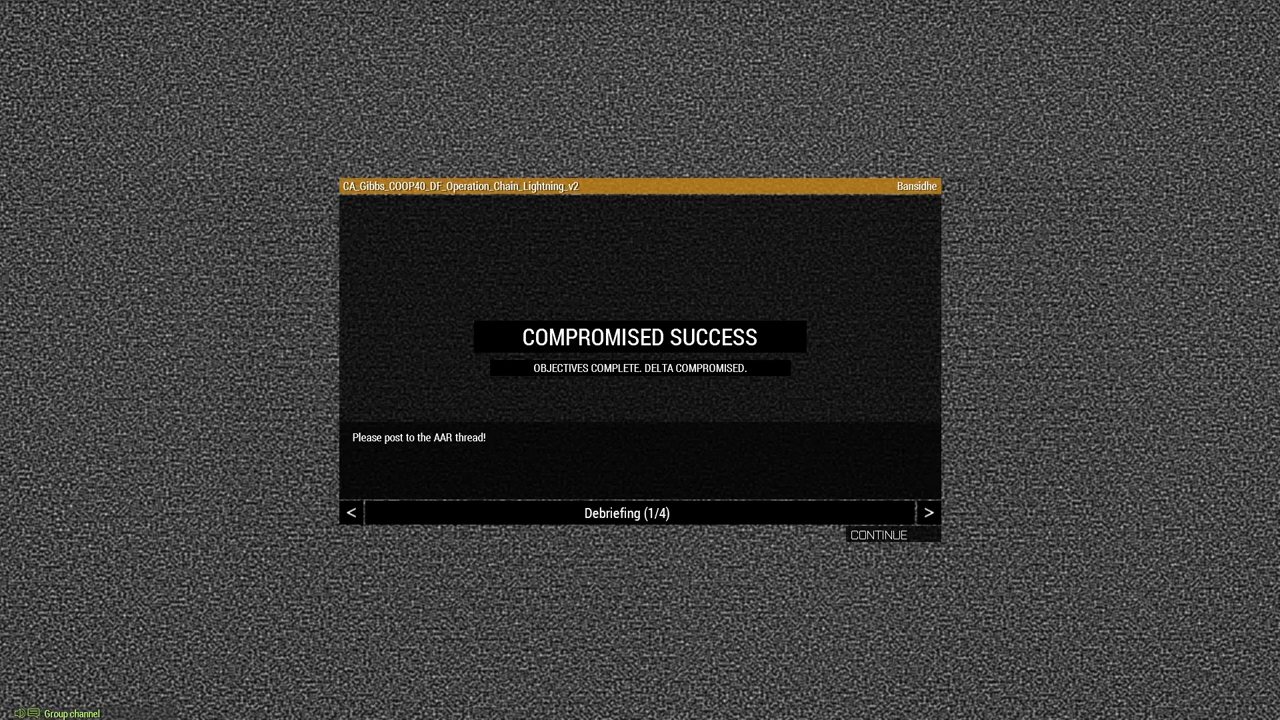 CA_Gibbs_COOP40_DF_Operation_Chain_Lightning_v2 Bansidhe
COMPROMISED SUCCESS
OBJECTIVES COMPLETE. DELTA COMPROMISED.
Please post to the AAR thread!
< Debriefing (1/4) >
CONTINUE
Group channel